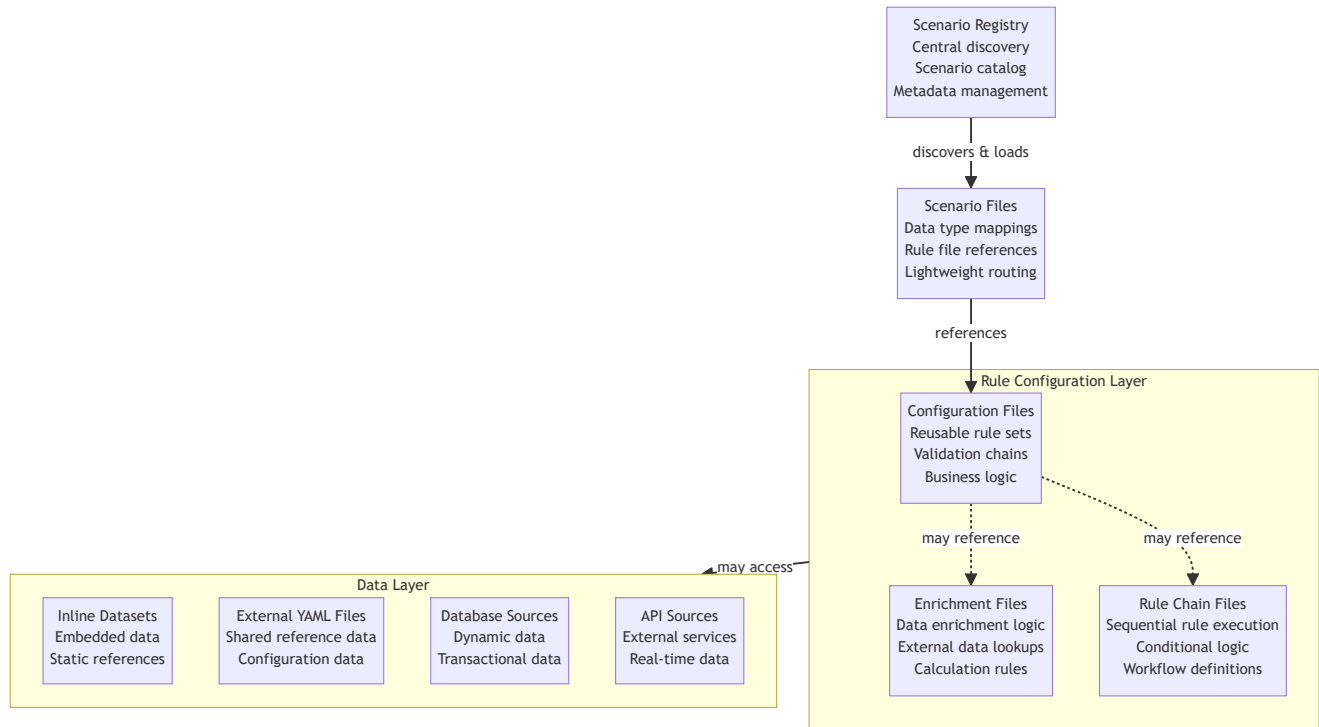 Scenario Registry
Central discovery
Scenario catalog
Metadata management
discovers & loads
Scenario Files
Data type mappings
Rule file references
Lightweight routing
references
Rule Configuration Layer
Configuration Files
Reusable rule sets
Validation chains
Business logic
may reference
may reference
may access
Data Layer
Inline Datasets
Embedded data
Static references
External YAML Files
Shared reference data
Configuration data
Database Sources
Dynamic data
Transactional data
API Sources
External services
Real-time data
Enrichment Files
Data enrichment logic
External data lookups
Calculation rules
Rule Chain Files
Sequential rule execution
Conditional logic
Workflow definitions